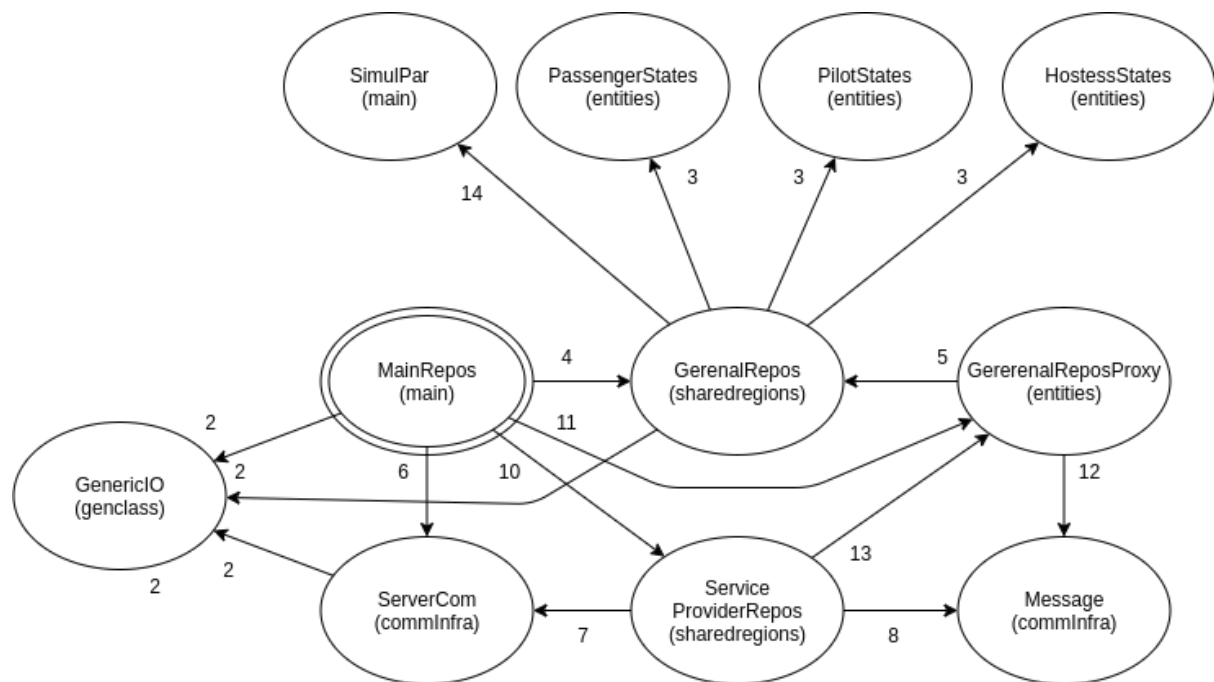 SimulPar
(main)
PassengerStates
(entities)
PilotStates
(entities)
HostessStates
(entities)
14
3
3
3
MainRepos
(main)
4
GerenalRepos
(sharedregions)
5
GererenalReposProxy
(entities)
2
11
2
6
10
12
GenericIO
(genclass)
2
2
13
ServerCom
(commInfra)
7
Service
ProviderRepos
(sharedregions)
8
Message
(commInfra)